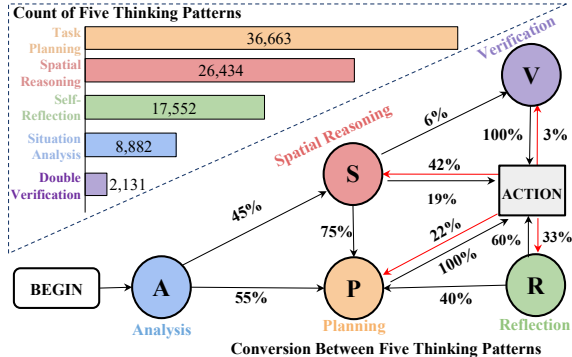 Count of Five Thinking Patterns
Task
Planning
36,663
Spatial
Reasoning
26,434
Self-
Reflection
17,552
Situation
Analysis
8,882
Double
Verification
2,131
Verification
V
6%
100%
3%
Spatial Reasoning
S
42%
19%
ACTION
45%
75%
22%
100%
60%
33%
BEGIN
A
55%
P
40%
R
Analysis
Planning
Reflection
Conversion Between Five Thinking Patterns